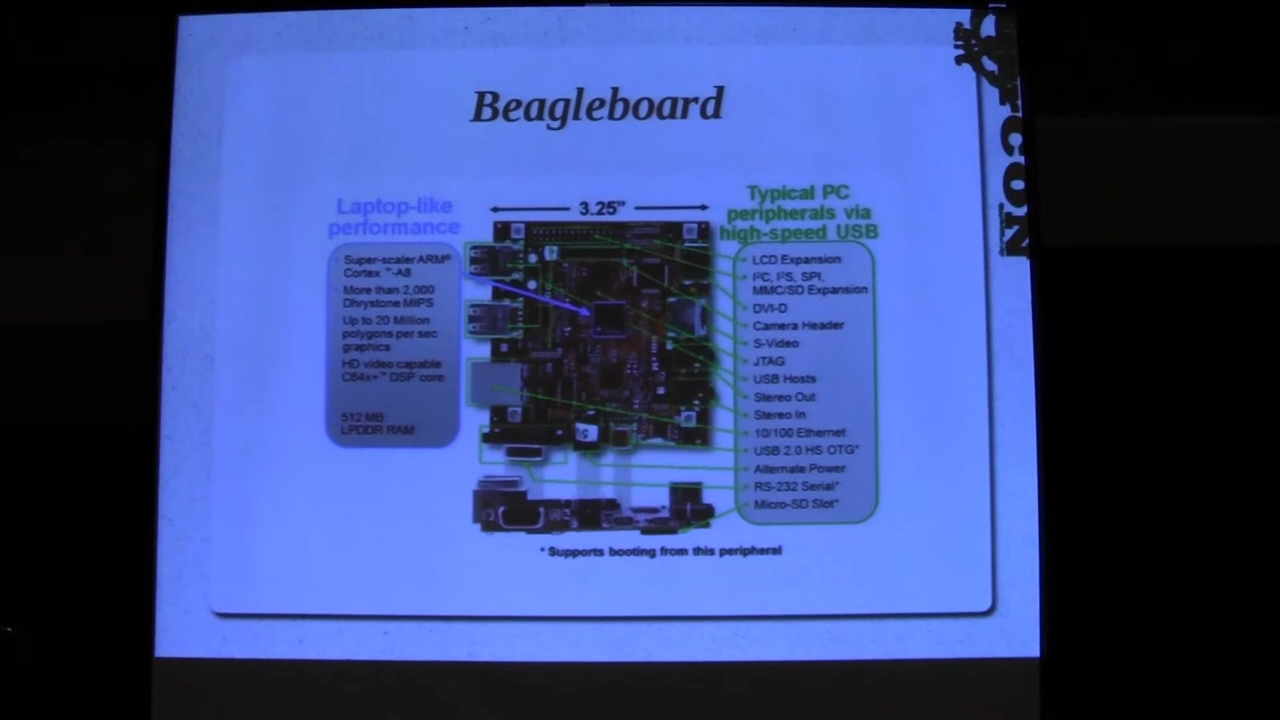 Beagleboard
TCON
Laptop-like
performance
Super-scaler ARM®
Cortex™-A8
More than 2,000
Dhrystone MIPS
Up to 20 Million
polygons per sec
graphics
HD video capable
C64x+™ DSP core
512 MB
LPDDR RAM
3.25"
Typical PC
peripherals via
high-speed USB
LCD Expansion
I²C, I²S, SPI,
MMC/SD Expansion
DVI-D
Camera Header
S-Video
JTAG
USB Hosts
Stereo Out
Stereo In
10/100 Ethernet
USB 2.0 HS OTG*
Alternate Power
RS-232 Serial*
Micro-SD Slot*
* Supports booting from this peripheral